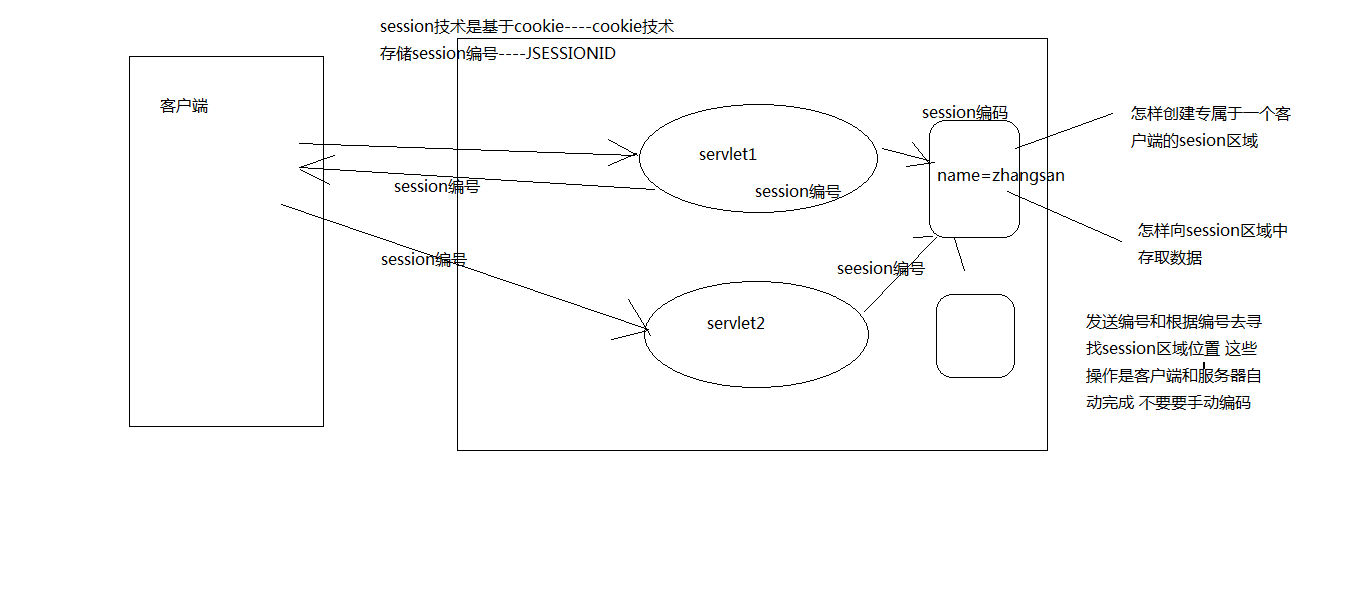 session技术是基于cookie----cookie技术
存储session编号----JSESSIONID
客户端
session编码
怎样创建专属于一个客
户端的sesion区域
servlet1
name=zhangsan
session编号
session编号
怎样向session区域中
存取数据
session编号
seesion编号
servlet2
发送编号和根据编号去寻
找session区域位置 这些
操作是客户端和服务器自
动完成 不要要手动编码